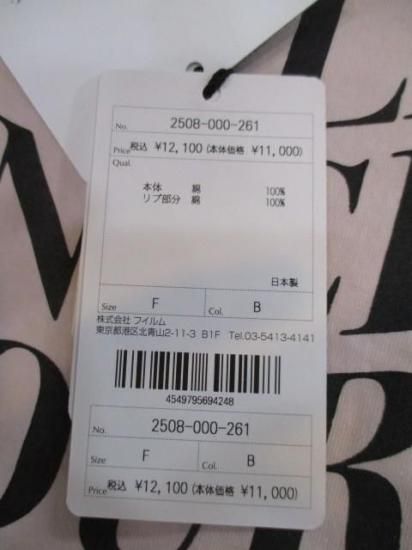 No. 2508-000-261
Price 税込 ¥12,100 (本体価格 ¥11,000)
Qual.
本体 綿 100%
リブ部分 綿 100%
日本製
Size F Col. B
株式会社 フイルム
東京都港区北青山2-11-3 B1F Tel.03-5413-4141
4549795694248
No. 2508-000-261
Size F Col. B
Price 税込 ¥12,100 (本体価格 ¥11,000)